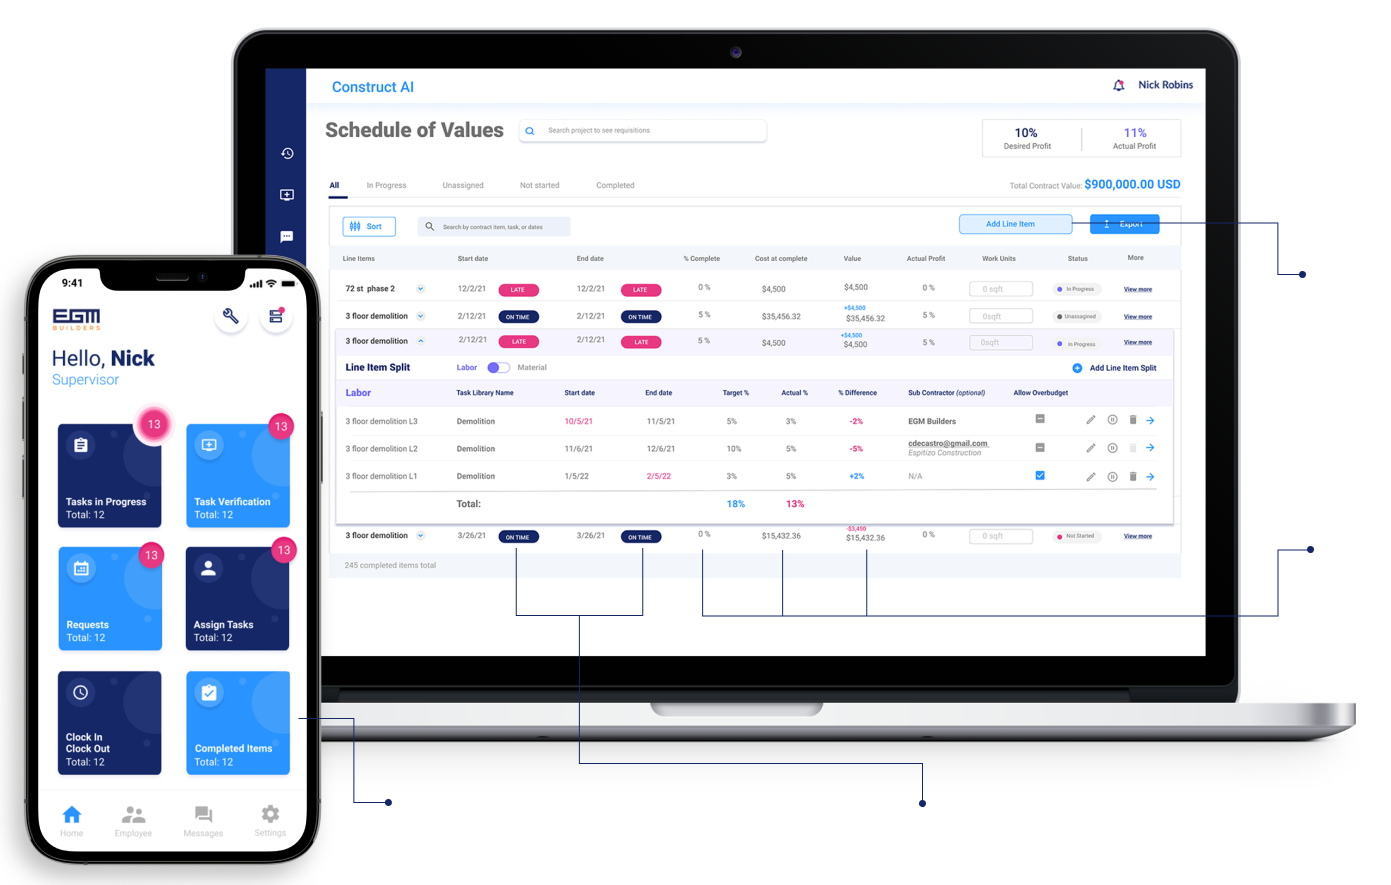 Construct AI
Nick Robins
Schedule of Values
Search project to see requisitions
10%
Desired Profit
11%
Actual Profit
All In Progress Unassigned Not started Completed
Total Contract Value: $900,000.00 USD
Sort
Search by contract item, task, or dates
Add Line Item
Export
Line Items Start date End date % Complete Cost at complete Value Actual Profit Work Units Status More
72 st phase 2 12/2/21 LATE 12/2/21 LATE 0 % $4,500 $4,500 0 % 0 sqft In Progress View more
+$4,500
3 floor demolition 2/12/21 ON TIME 2/12/21 ON TIME 5 % $35,456.32 $35,456.32 5 % 0sqft Unassagned View more
+$4,500
3 floor demolition 2/12/21 LATE 2/12/21 LATE 5 % $4,500 $4,500 5 % 0sqft In Progress View more
Line Item Split Labor Material Add Line Item Split
Labor Task Library Name Start date End date Target % Actual % % Difference Sub Contractor (optional) Allow Overbudget
3 floor demolition L3 Demolition 10/5/21 11/5/21 5% 3% -2% EGM Builders
3 floor demolition L2 Demolition 11/6/21 12/6/21 10% 5% -5% cdecastro@gmail.com
Espitizo Construction
3 floor demolition L1 Demolition 1/5/22 2/5/22 3% 5% +2% N/A
Total: 18% 13%
-$3,450
3 floor demolition 3/26/21 ON TIME 3/26/21 ON TIME 0 % $15,432.36 $15,432.36 0 % 0 sqft Not Started View more
245 completed items total
9:41
EGM
BUILDERS
Hello, Nick
Supervisor
13
Tasks in Progress
Total: 12
13
Task Verification
Total: 12
13
Requests
Total: 12
13
Assign Tasks
Total: 12
Clock In
Clock Out
Total: 12
Completed Items
Total: 12
Home Employee Messages Settings